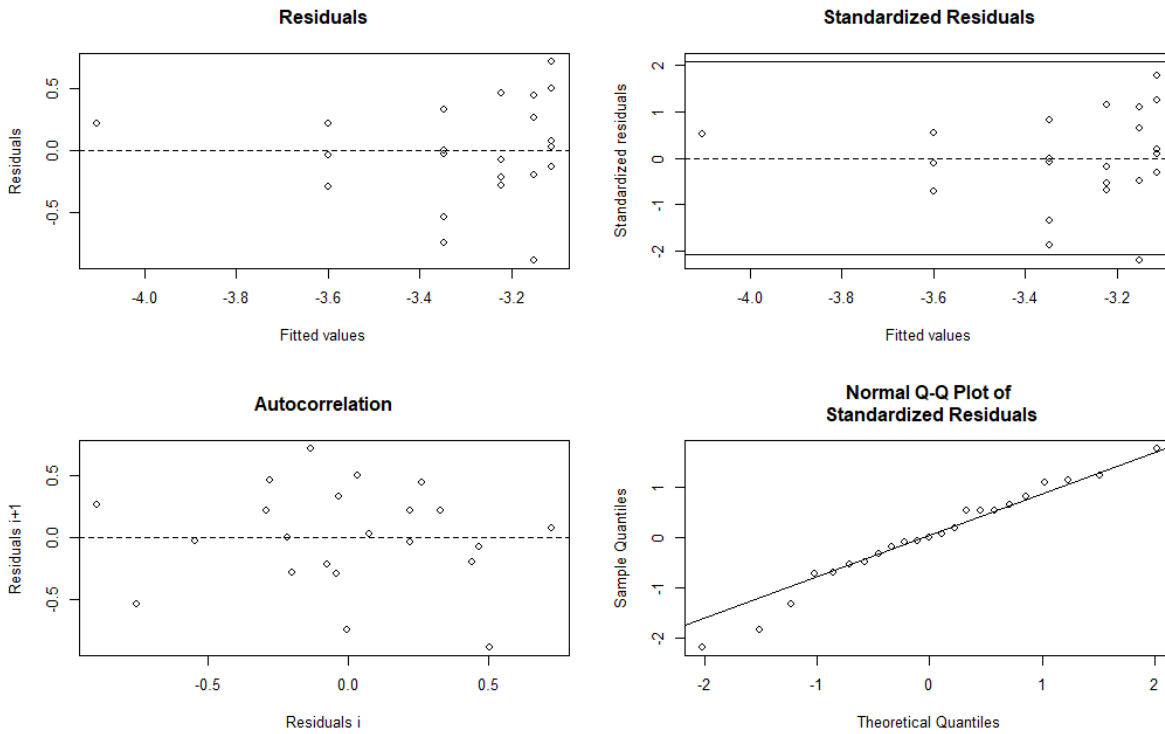 Residuals
Residuals
0.5
0.0
-0.5
-4.0 -3.8 -3.6 -3.4 -3.2
Fitted values
Standardized Residuals
Standardized residuals
2
1
0
-1
-2
-4.0 -3.8 -3.6 -3.4 -3.2
Fitted values
Autocorrelation
Residuals i+1
0.5
0.0
-0.5
-0.5 0.0 0.5
Residuals i
Normal Q-Q Plot of
Standardized Residuals
Sample Quantiles
1
0
-1
-2
-2 -1 0 1 2
Theoretical Quantiles